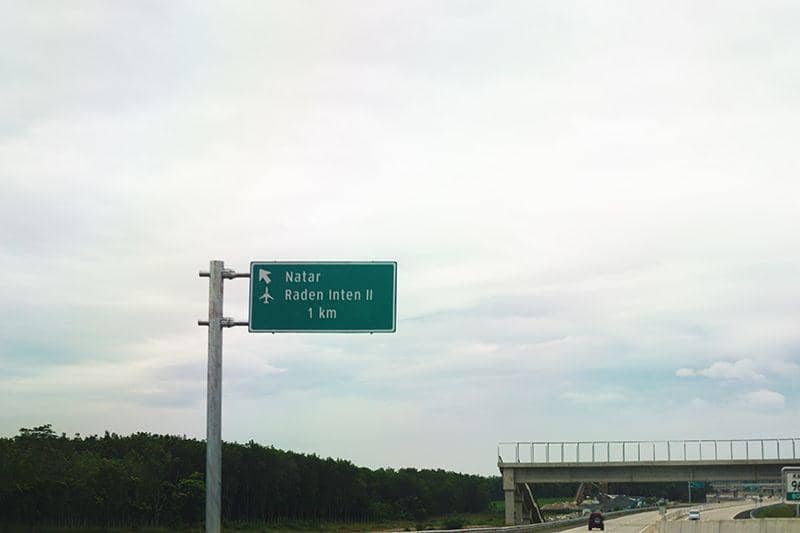 Natar
Raden Inten II
1 km